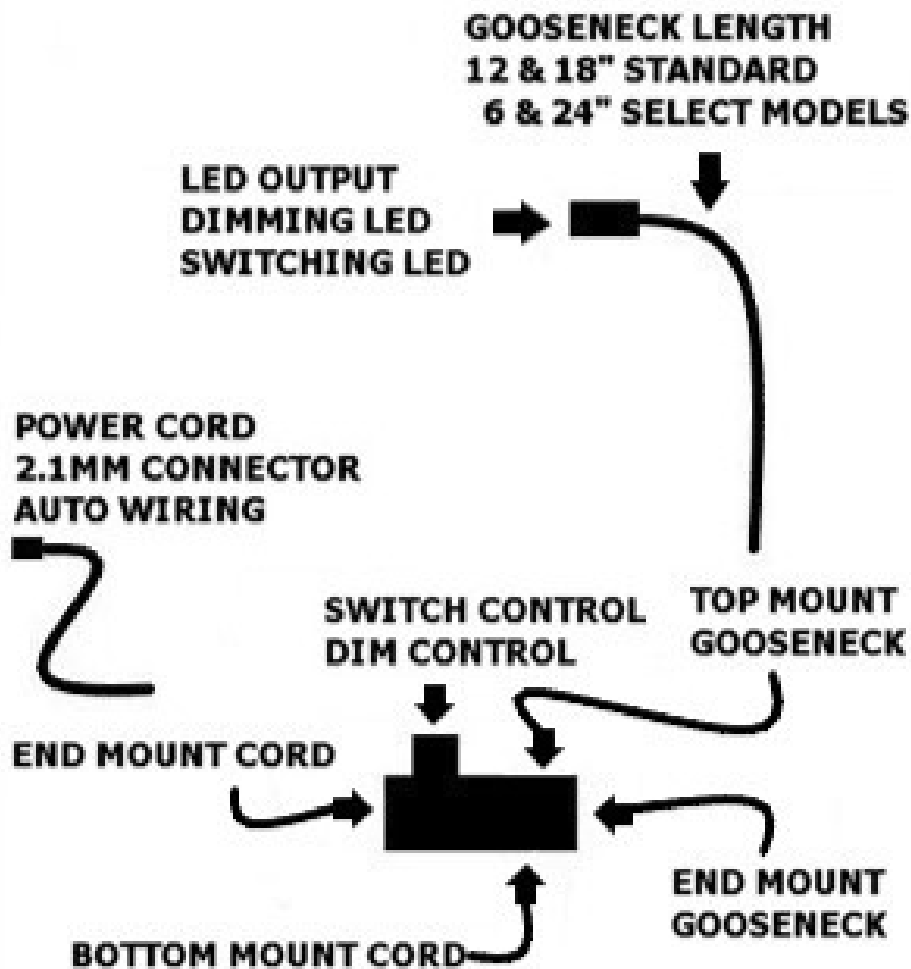 GOOSENECK LENGTH
12 & 18" STANDARD
6 & 24" SELECT MODELS
LED OUTPUT
DIMMING LED
SWITCHING LED
POWER CORD
2.1MM CONNECTOR
AUTO WIRING
SWITCH CONTROL
DIM CONTROL
TOP MOUNT
GOOSENECK
END MOUNT CORD
END MOUNT
GOOSENECK
BOTTOM MOUNT CORD